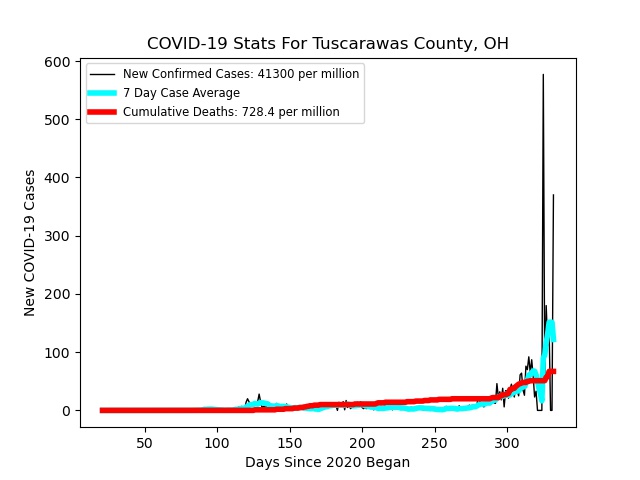 COVID-19 Stats For Tuscarawas County, OH
New Confirmed Cases: 41300 per million
7 Day Case Average
Cumulative Deaths: 728.4 per million
New COVID-19 Cases
600
500
400
300
200
100
0
50
100
150
200
250
300
Days Since 2020 Began